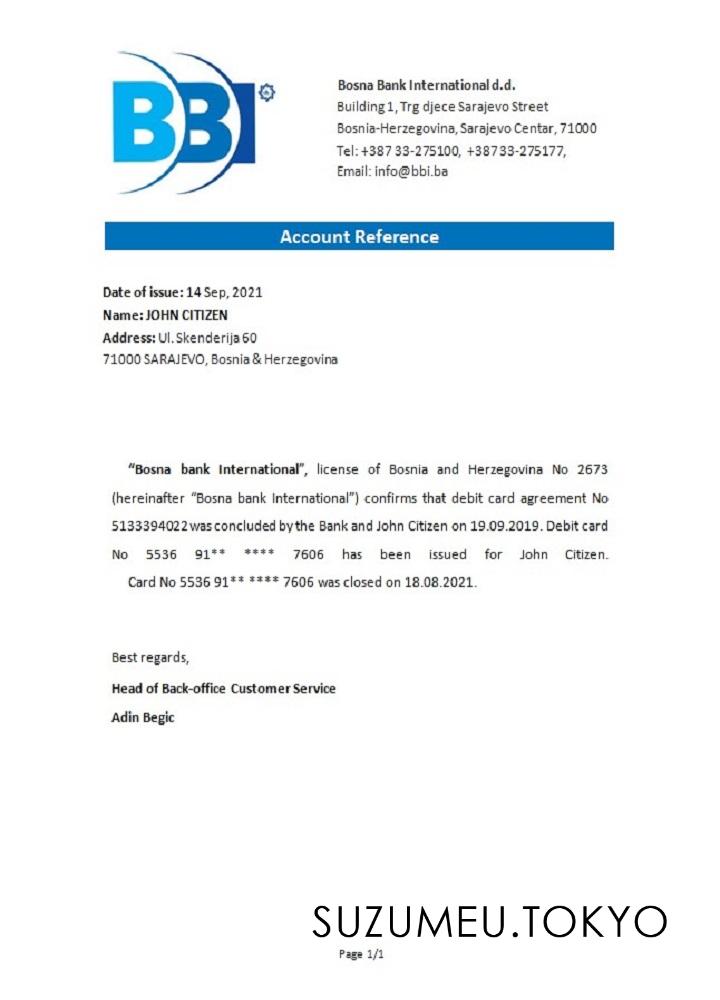 BBI
Bosna Bank International d.d.
Building 1, Trg djece Sarajevo Street
Bosnia-Herzegovina, Sarajevo Centar, 71000
Tel: +387 33-275100, +38733-275177,
Email: info@bbi.ba
Account Reference
Date of issue: 14 Sep, 2021
Name: JOHN CITIZEN
Address: Ul. Skenderija 60
71000 SARAJEVO, Bosnia & Herzegovina
“Bosna bank International”, license of Bosnia and Herzegovina No 2673
(hereinafter “Bosna bank International”) confirms that debit card agreement No
5133394022 was concluded by the Bank and John Citizen on 19.09.2019. Debit card
No 5536 91** **** 7606 has been issued for John Citizen.
Card No 5536 91** **** 7606 was closed on 18.08.2021.
Best regards,
Head of Back-office Customer Service
Adin Begic
SUZUMEU.TOKYO
Page 1/1